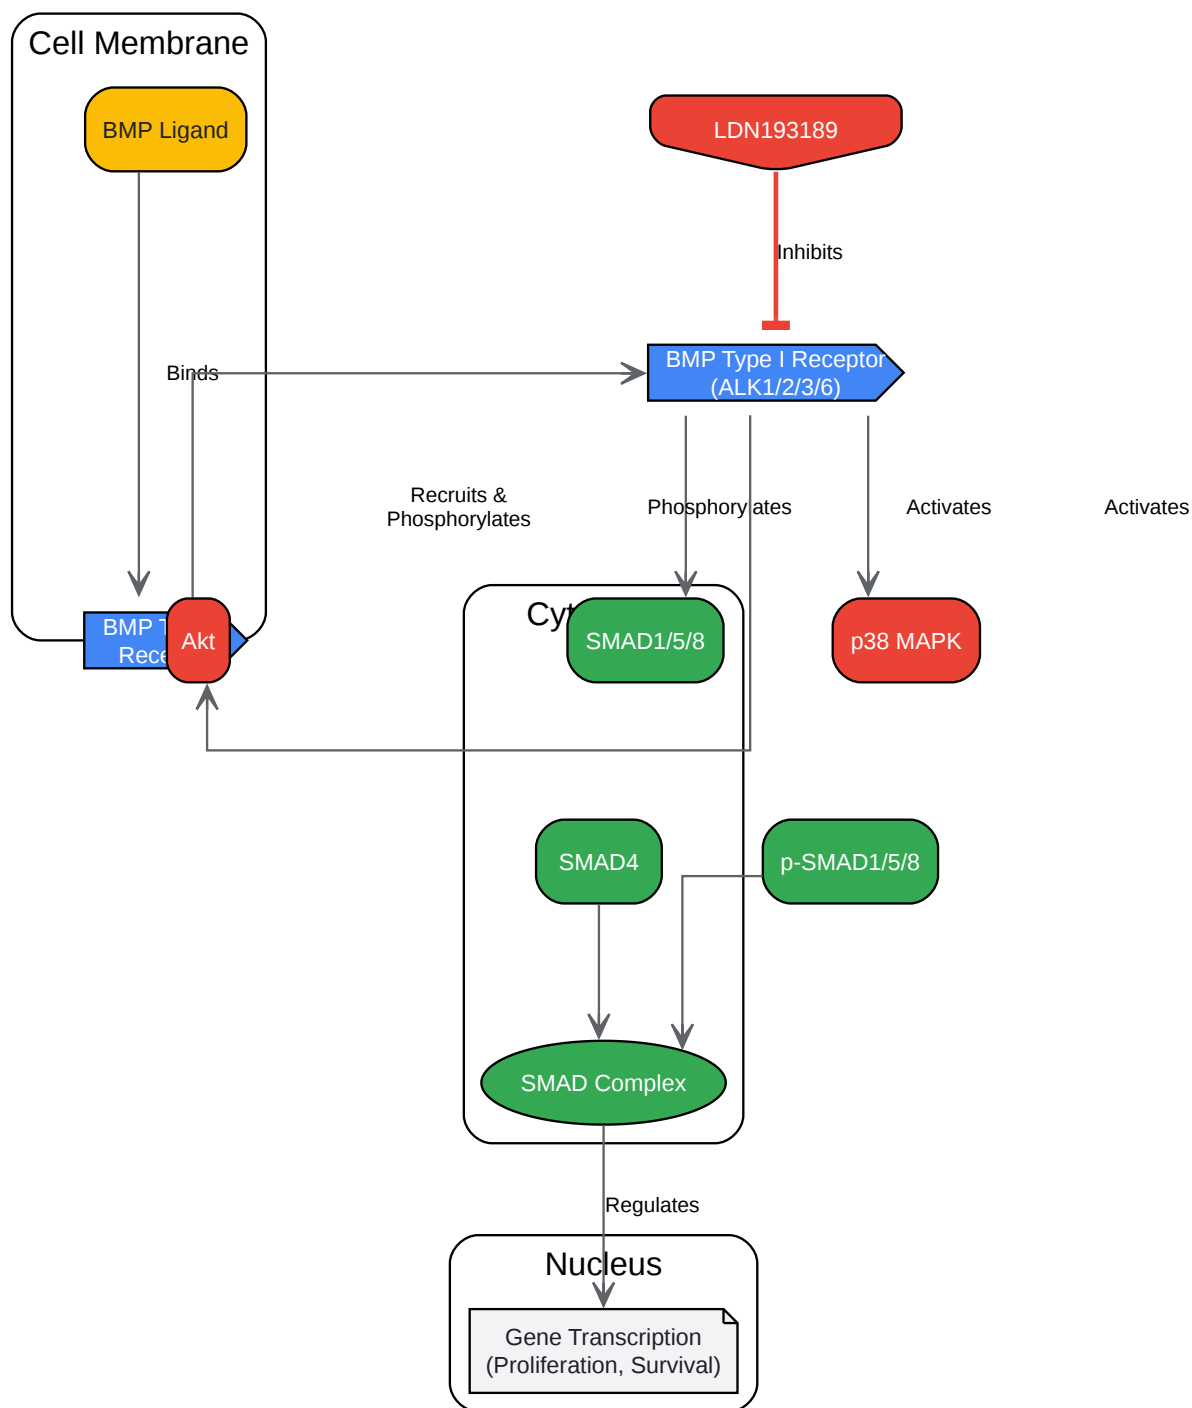 Cell Membrane
BMP Ligand
LDN193189
Inhibits
BMP Type I Receptor
(ALK1/2/3/6)
Binds
Recruits &
Phosphorylates
Phosphorylates
Activates
Activates
BMP
Akt
SMAD1/5/8
p38 MAPK
SMAD4
p-SMAD1/5/8
SMAD Complex
Regulates
Nucleus
Gene Transcription
(Proliferation, Survival)